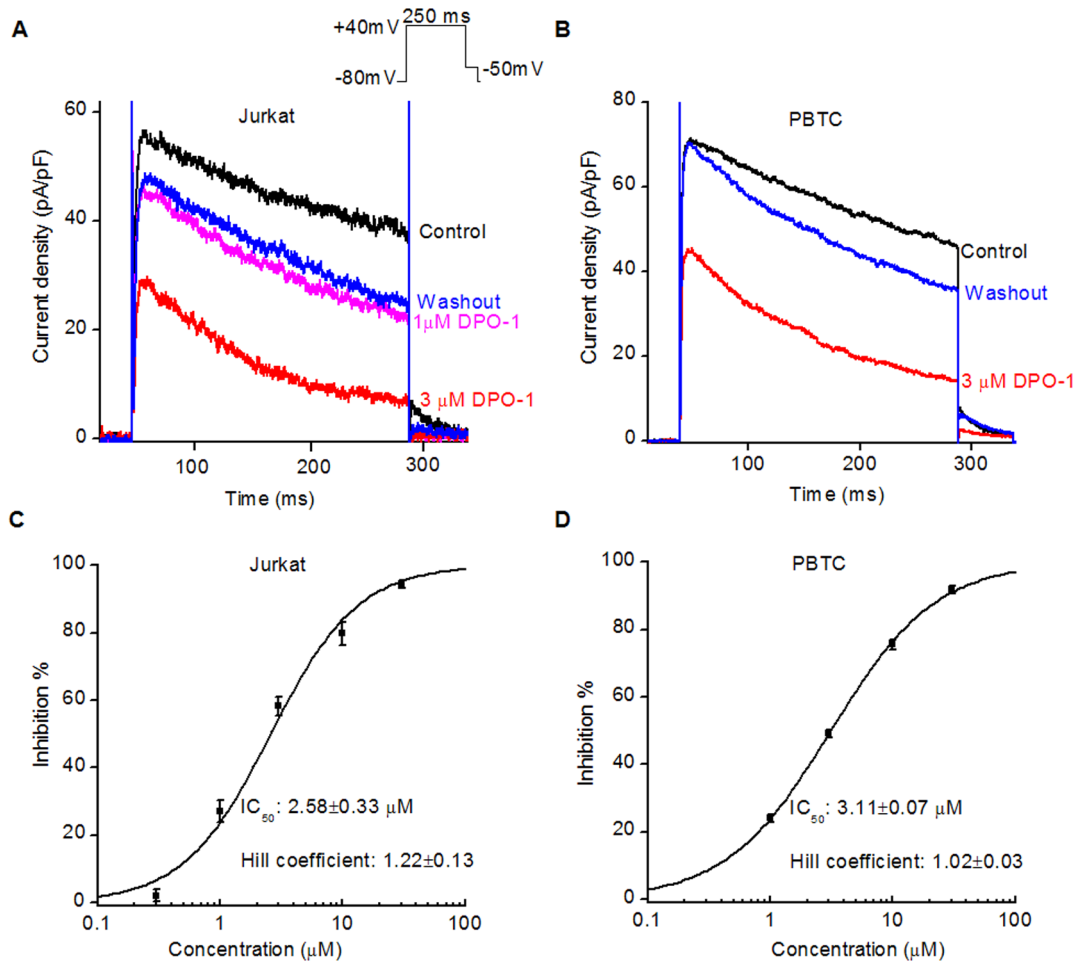 A
250 ms
+40mV
-80mV
-50mV
B
Jurkat
60
40
20
0
Current density (pA/pF)
Control
Washout
1μM DPO-1
3 μM DPO-1
100
200
300
Time (ms)
PBTC
80
60
40
20
0
Current density (pA/pF)
Control
Washout
3 μM DPO-1
100
200
300
Time (ms)
C
Jurkat
100
80
60
40
20
0
Inhibition %
IC50: 2.58±0.33 μM
Hill coefficient: 1.22±0.13
0.1
1
10
100
Concentration (μM)
D
PBTC
100
80
60
40
20
0
Inhibition %
IC50: 3.11±0.07 μM
Hill coefficient: 1.02±0.03
0.1
1
10
100
Concentration (μM)